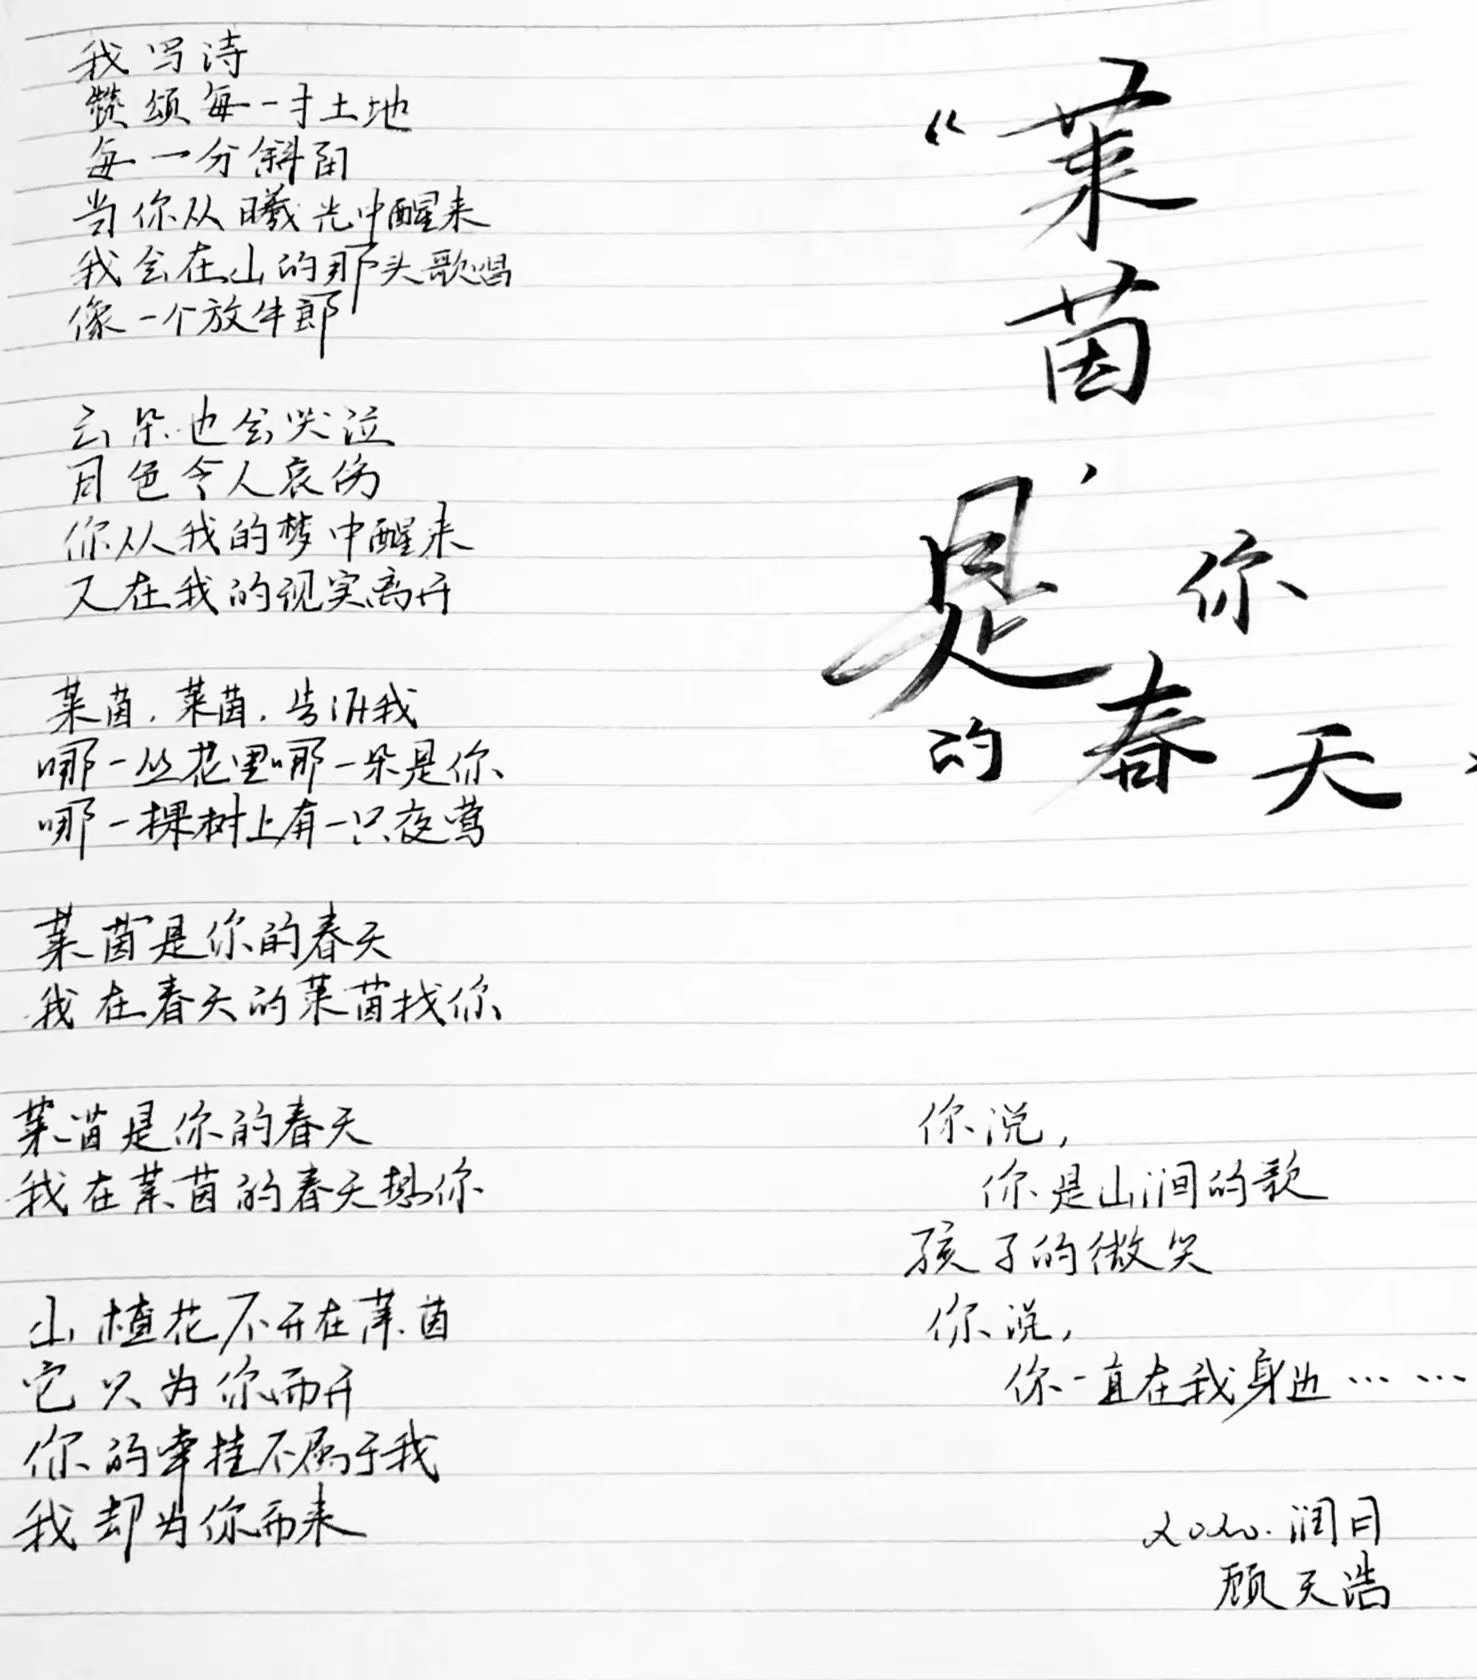 “莱茵，
是你
的春天”
我写诗
赞颂每一寸土地
每一分斜阳
当你从曦光中醒来
我会在山的那头歌唱
像一个放牛郎
云朵也会哭泣
月色令人哀伤
你从我的梦中醒来
又在我的现实离开
莱茵，莱茵，告诉我
哪一丛花里哪一朵是你
哪一棵树上有一只夜莺
莱茵是你的春天
我在春天的莱茵找你
莱茵是你的春天
我在莱茵的春天想你
山楂花不开在莱茵
它只为你而开
你的牵挂不属于我
我却为你而来
你说，
你是山涧的歌
孩子的微笑
你说，
你一直在我身边……
2020.润月
顾天浩